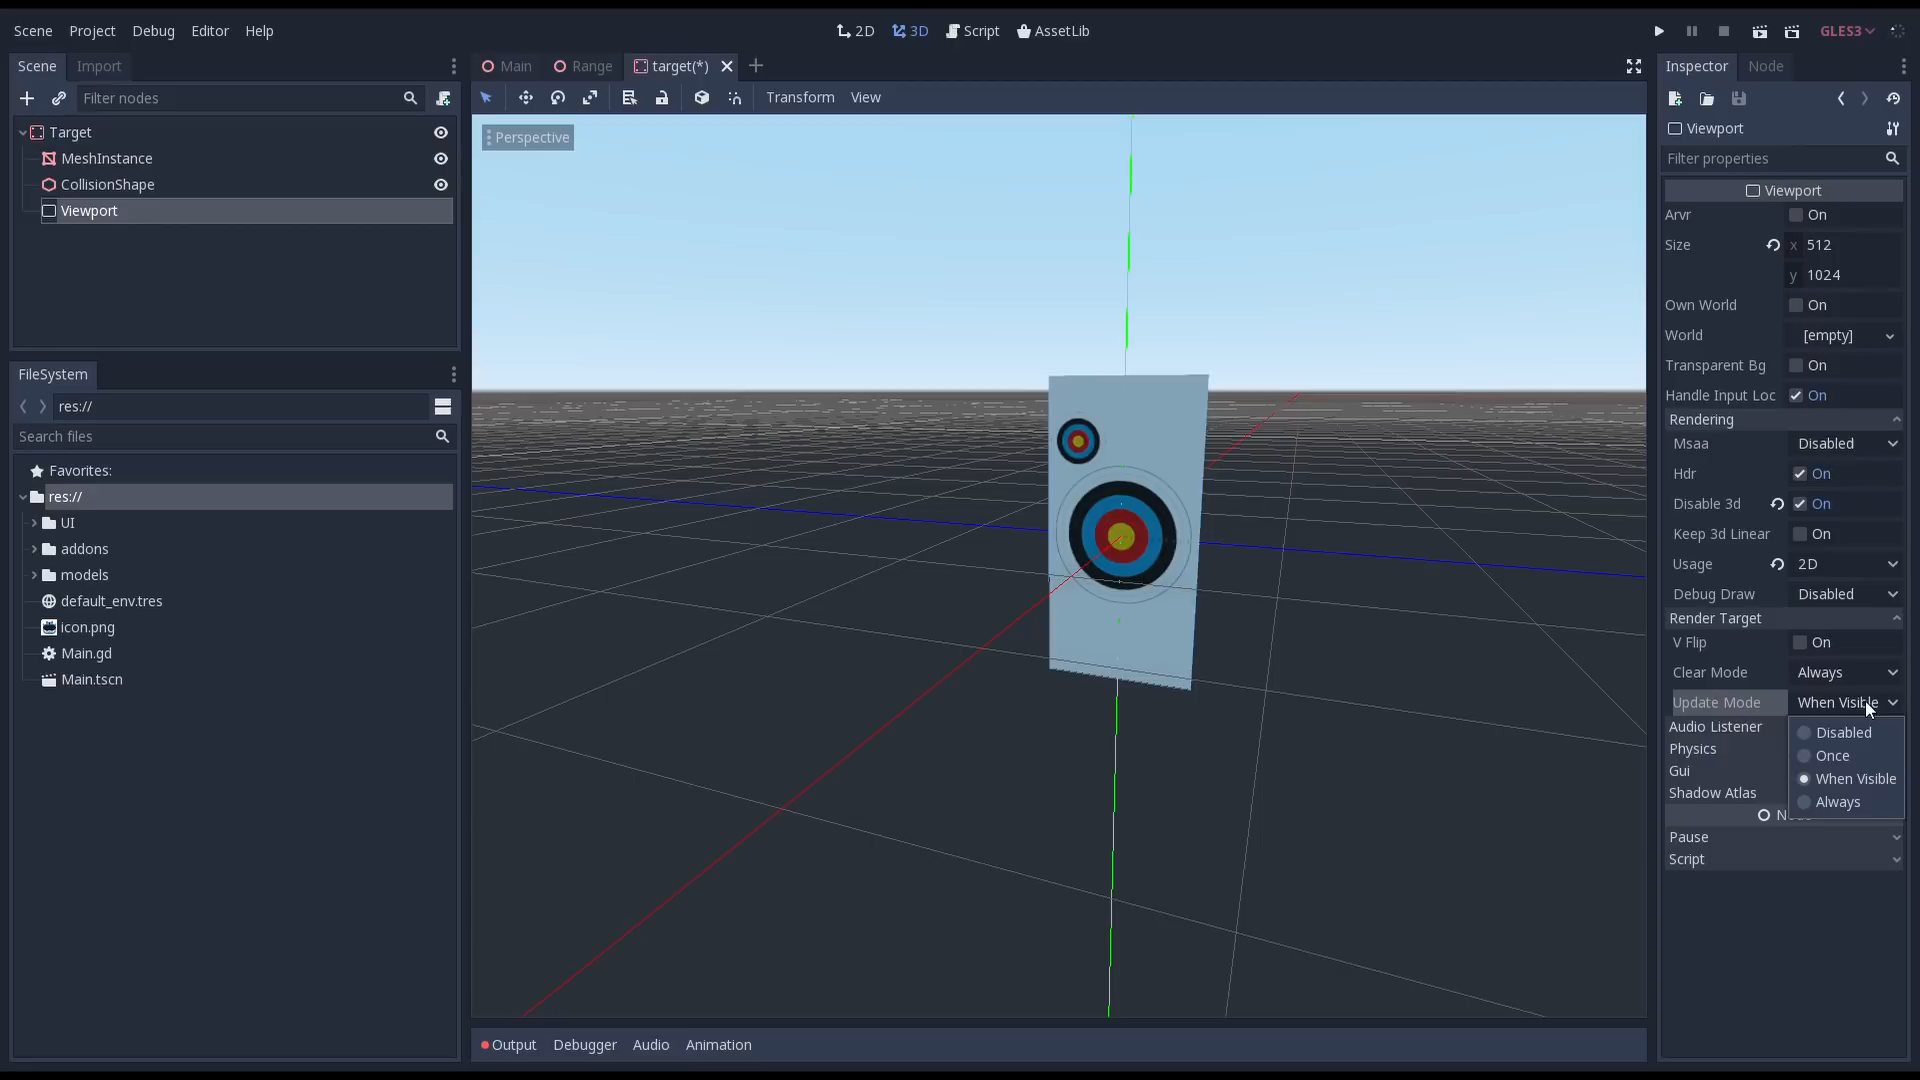 Scene Project Debug Editor Help
2D 3D Script AssetLib
GLES3
Scene Import
Filter nodes
Target
MeshInstance
CollisionShape
Viewport
FileSystem
res://
Search files
Favorites:
res://
UI
addons
models
default_env.tres
icon.png
Main.gd
Main.tscn
Main Range target(*)
Transform View
Perspective
Output Debugger Audio Animation
Inspector Node
Viewport
Filter properties
Viewport
Arvr On
Size x 512
y 1024
Own World On
World [empty]
Transparent Bg On
Handle Input Loc On
Rendering
Msaa Disabled
Hdr On
Disable 3d On
Keep 3d Linear On
Usage 2D
Debug Draw Disabled
Render Target
V Flip On
Clear Mode Always
Update Mode When Visible
Audio Listener
Disabled
Once
When Visible
Always
Physics
Gui
Shadow Atlas
Pause
Script